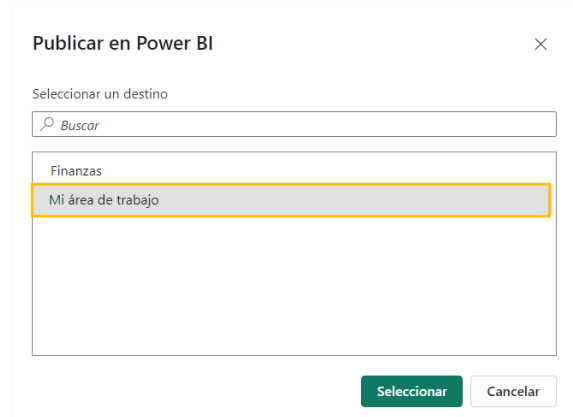 Publicar en Power BI
Seleccionar un destino
Buscar
Finanzas
Mi área de trabajo
Seleccionar
Cancelar